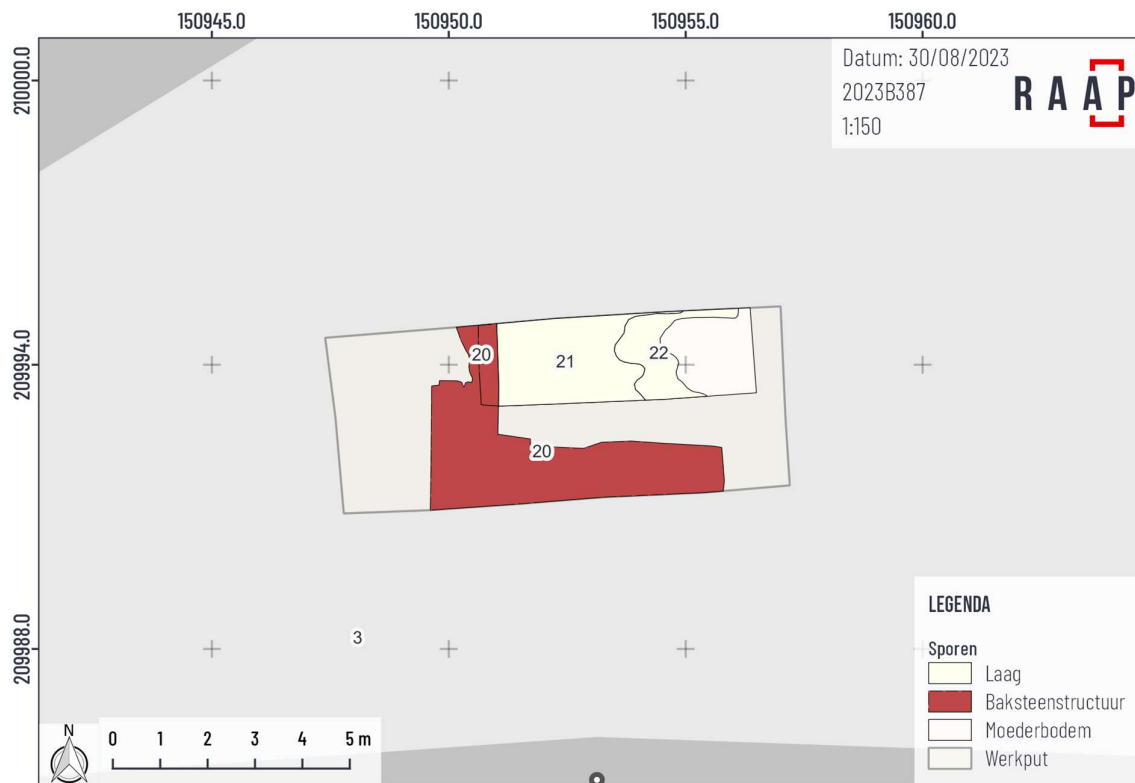 150945.0 150950.0 150955.0 150960.0
210000.0
209994.0
209988.0
Datum: 30/08/2023
2023B387
1:150
RAAP
20
21
22
20
3
N
0 1 2 3 4 5 m
LEGENDA
Sporen
Laag
Baksteenstructuur
Moederbodem
Werkput